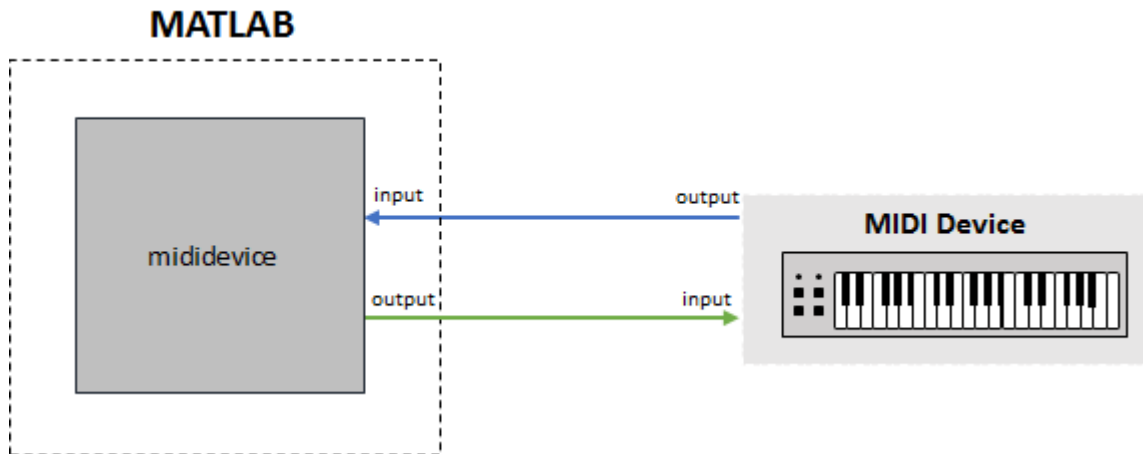 MATLAB
mididevice
input
output
output
input
MIDI Device